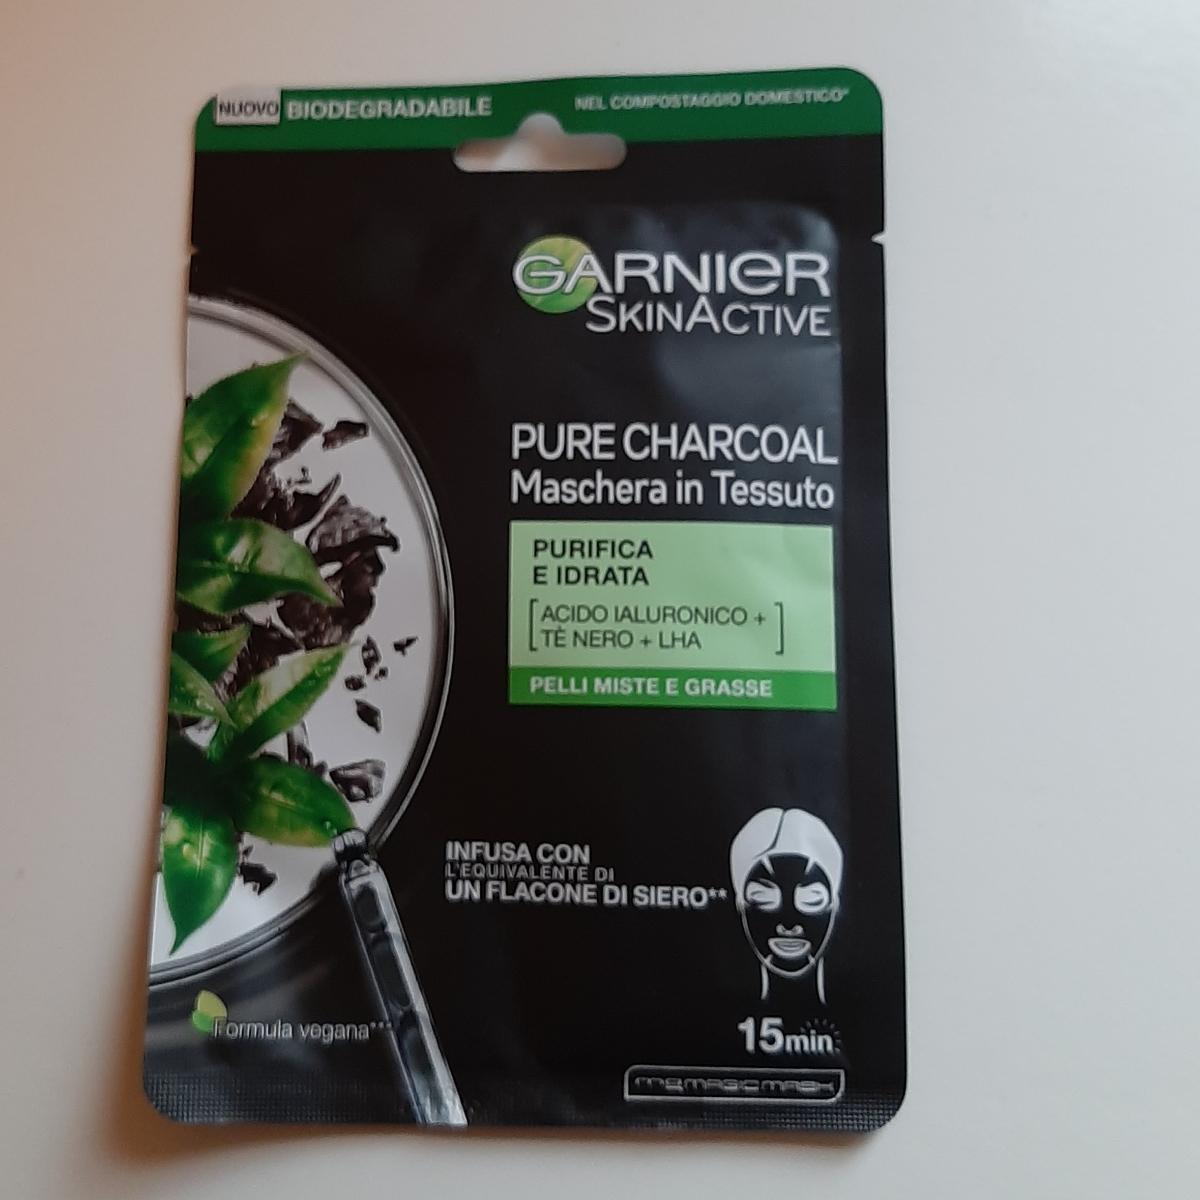 NUOVO BIODEGRADABILE
NEL COMPOSTAGGIO DOMESTICO*
GARNIER
SKINACTIVE
PURE CHARCOAL
Maschera in Tessuto
PURIFICA
E IDRATA
[ACIDO IALURONICO +
TÈ NERO + LHA]
PELLI MISTE E GRASSE
INFUSA CON
L'EQUIVALENTE DI
UN FLACONE DI SIERO**
Formula vegana***
15min